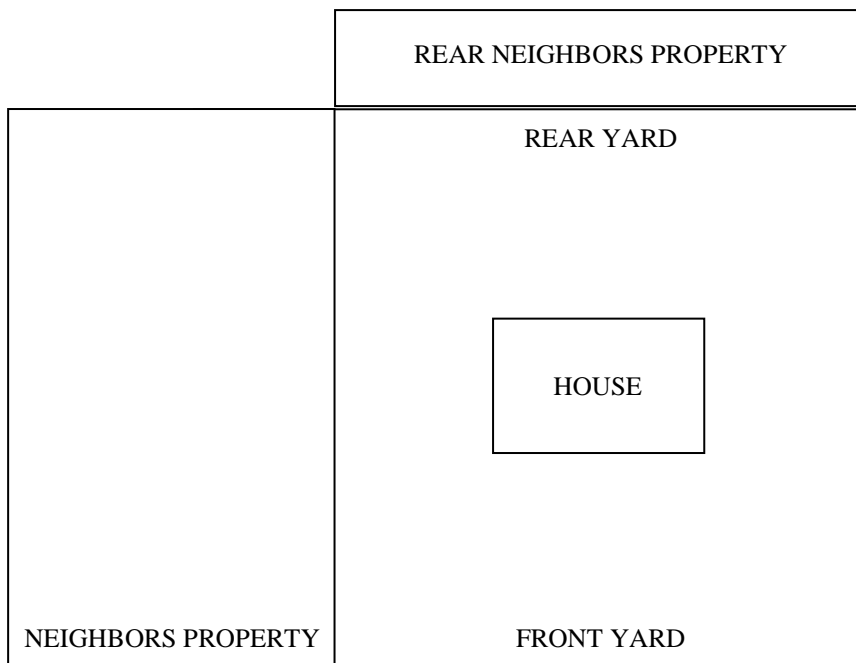 REAR NEIGHBORS PROPERTY
REAR YARD
HOUSE
NEIGHBORS PROPERTY
FRONT YARD